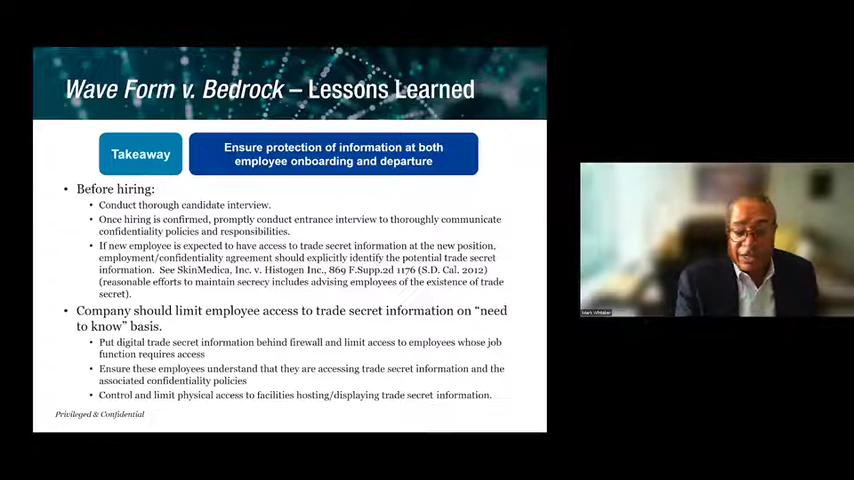 Wave Form v. Bedrock – Lessons Learned
Takeaway
Ensure protection of information at both
employee onboarding and departure
• Before hiring:
• Conduct thorough candidate interview.
• Once hiring is confirmed, promptly conduct entrance interview to thoroughly communicate
confidentiality policies and responsibilities.
• If new employee is expected to have access to trade secret information at the new position,
employment/confidentiality agreement should explicitly identify the potential trade secret
information. See SkinMedica, Inc. v. Histogen Inc., 869 F.Supp.2d 1176 (S.D. Cal. 2012)
(reasonable efforts to maintain secrecy includes advising employees of the existence of trade
secret).
• Company should limit employee access to trade secret information on “need
to know” basis.
• Put digital trade secret information behind firewall and limit access to employees whose job
function requires access
• Ensure these employees understand that they are accessing trade secret information and the
associated confidentiality policies
• Control and limit physical access to facilities hosting/displaying trade secret information.
Privileged & Confidential
Mark Whitaker